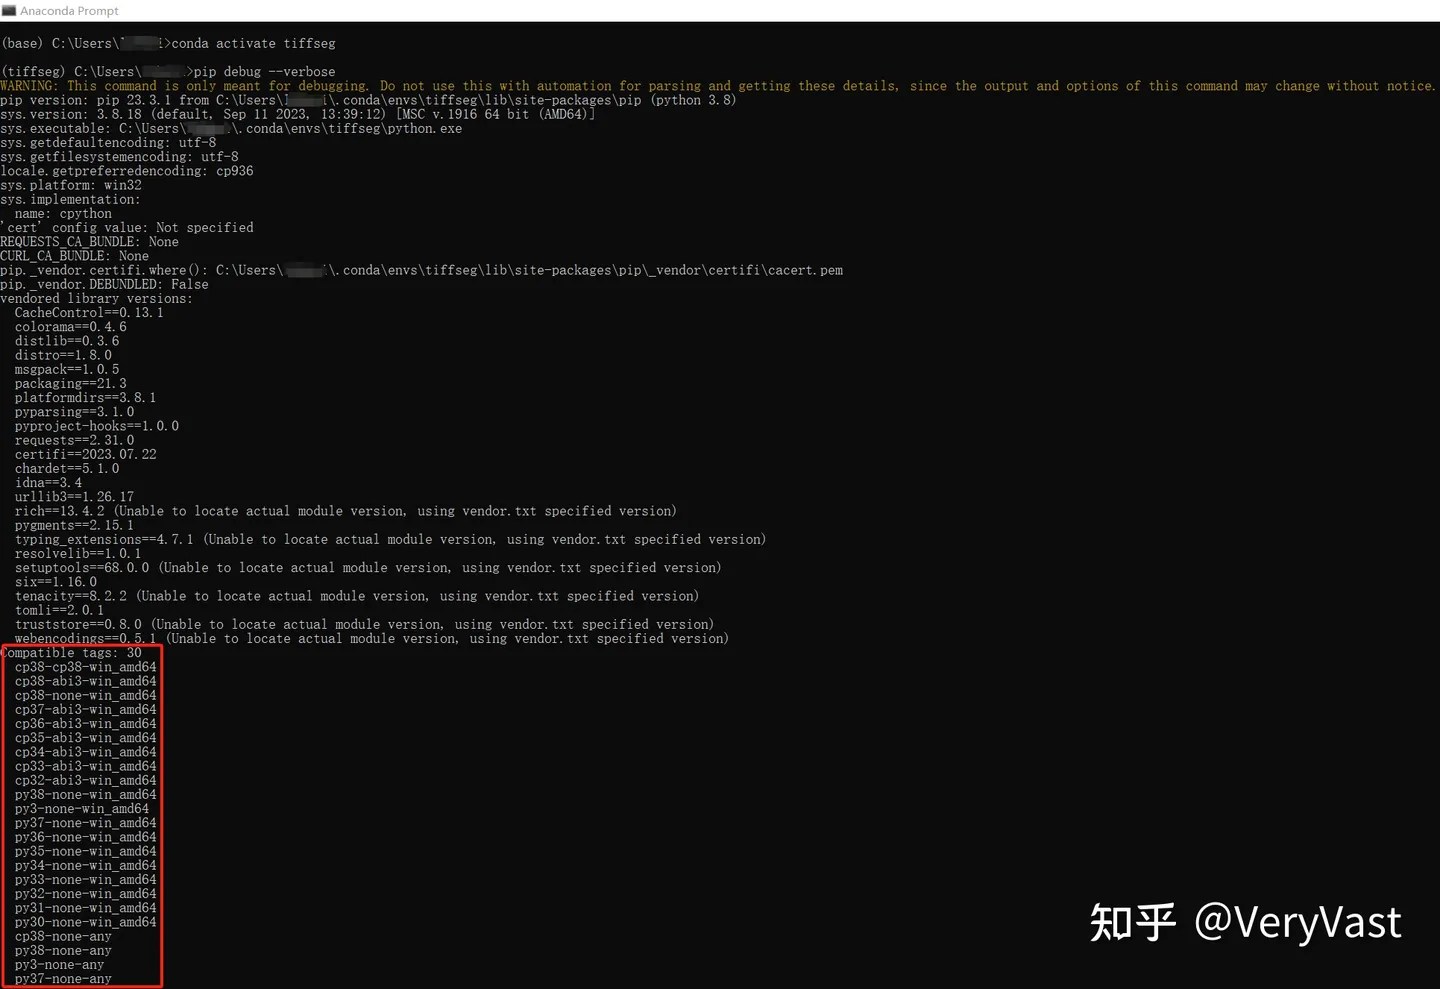 Anaconda Prompt
(base) C:\Users\ >conda activate tiffseg
(tiffseg) C:\Users\ >pip debug --verbose
WARNING: This command is only meant for debugging. Do not use this with automation for parsing and getting these details, since the output and options of this command may change without notice.
pip version: pip 23.3.1 from C:\Users\ \.conda\envs\tiffseg\lib\site-packages\pip (python 3.8)
sys.version: 3.8.18 (default, Sep 11 2023, 13:39:12) [MSC v.1916 64 bit (AMD64)]
sys.executable: C:\Users\ \.conda\envs\tiffseg\python.exe
sys.getdefaultencoding: utf-8
sys.getfilesystemencoding: utf-8
locale.getpreferredencoding: cp936
sys.platform: win32
sys.implementation:
name: cpython
'cert' config value: Not specified
REQUESTS_CA_BUNDLE: None
CURL_CA_BUNDLE: None
pip._vendor.certifi.where(): C:\Users\ \.conda\envs\tiffseg\lib\site-packages\pip\_vendor\certifi\cacert.pem
pip._vendor.DEBUNDLED: False
vendored library versions:
CacheControl==0.13.1
colorama==0.4.6
distlib==0.3.6
distro==1.8.0
msgpack==1.0.5
packaging==21.3
platformdirs==3.8.1
pyparsing==3.1.0
pyproject-hooks==1.0.0
requests==2.31.0
certifi==2023.07.22
chardet==5.1.0
idna==3.4
urllib3==1.26.17
rich==13.4.2 (Unable to locate actual module version, using vendor.txt specified version)
pygments==2.15.1
typing_extensions==4.7.1 (Unable to locate actual module version, using vendor.txt specified version)
resolvelib==1.0.1
setuptools==68.0.0 (Unable to locate actual module version, using vendor.txt specified version)
six==1.16.0
tenacity==8.2.2 (Unable to locate actual module version, using vendor.txt specified version)
tomli==2.0.1
truststore==0.8.0 (Unable to locate actual module version, using vendor.txt specified version)
webencodings==0.5.1 (Unable to locate actual module version, using vendor.txt specified version)
Compatible tags: 30
cp38-cp38-win_amd64
cp38-abi3-win_amd64
cp38-none-win_amd64
cp37-abi3-win_amd64
cp36-abi3-win_amd64
cp35-abi3-win_amd64
cp34-abi3-win_amd64
cp33-abi3-win_amd64
cp32-abi3-win_amd64
py38-none-win_amd64
py3-none-win_amd64
py37-none-win_amd64
py36-none-win_amd64
py35-none-win_amd64
py34-none-win_amd64
py33-none-win_amd64
py32-none-win_amd64
py31-none-win_amd64
py30-none-win_amd64
cp38-none-any
py38-none-any
py3-none-any
py37-none-any
知乎 @VeryVast